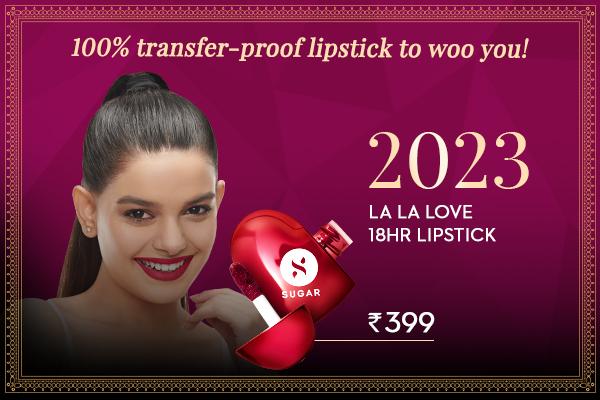 100% transfer-proof lipstick to woo you!
2023
LA LA LOVE
18HR LIPSTICK
SUGAR
₹399